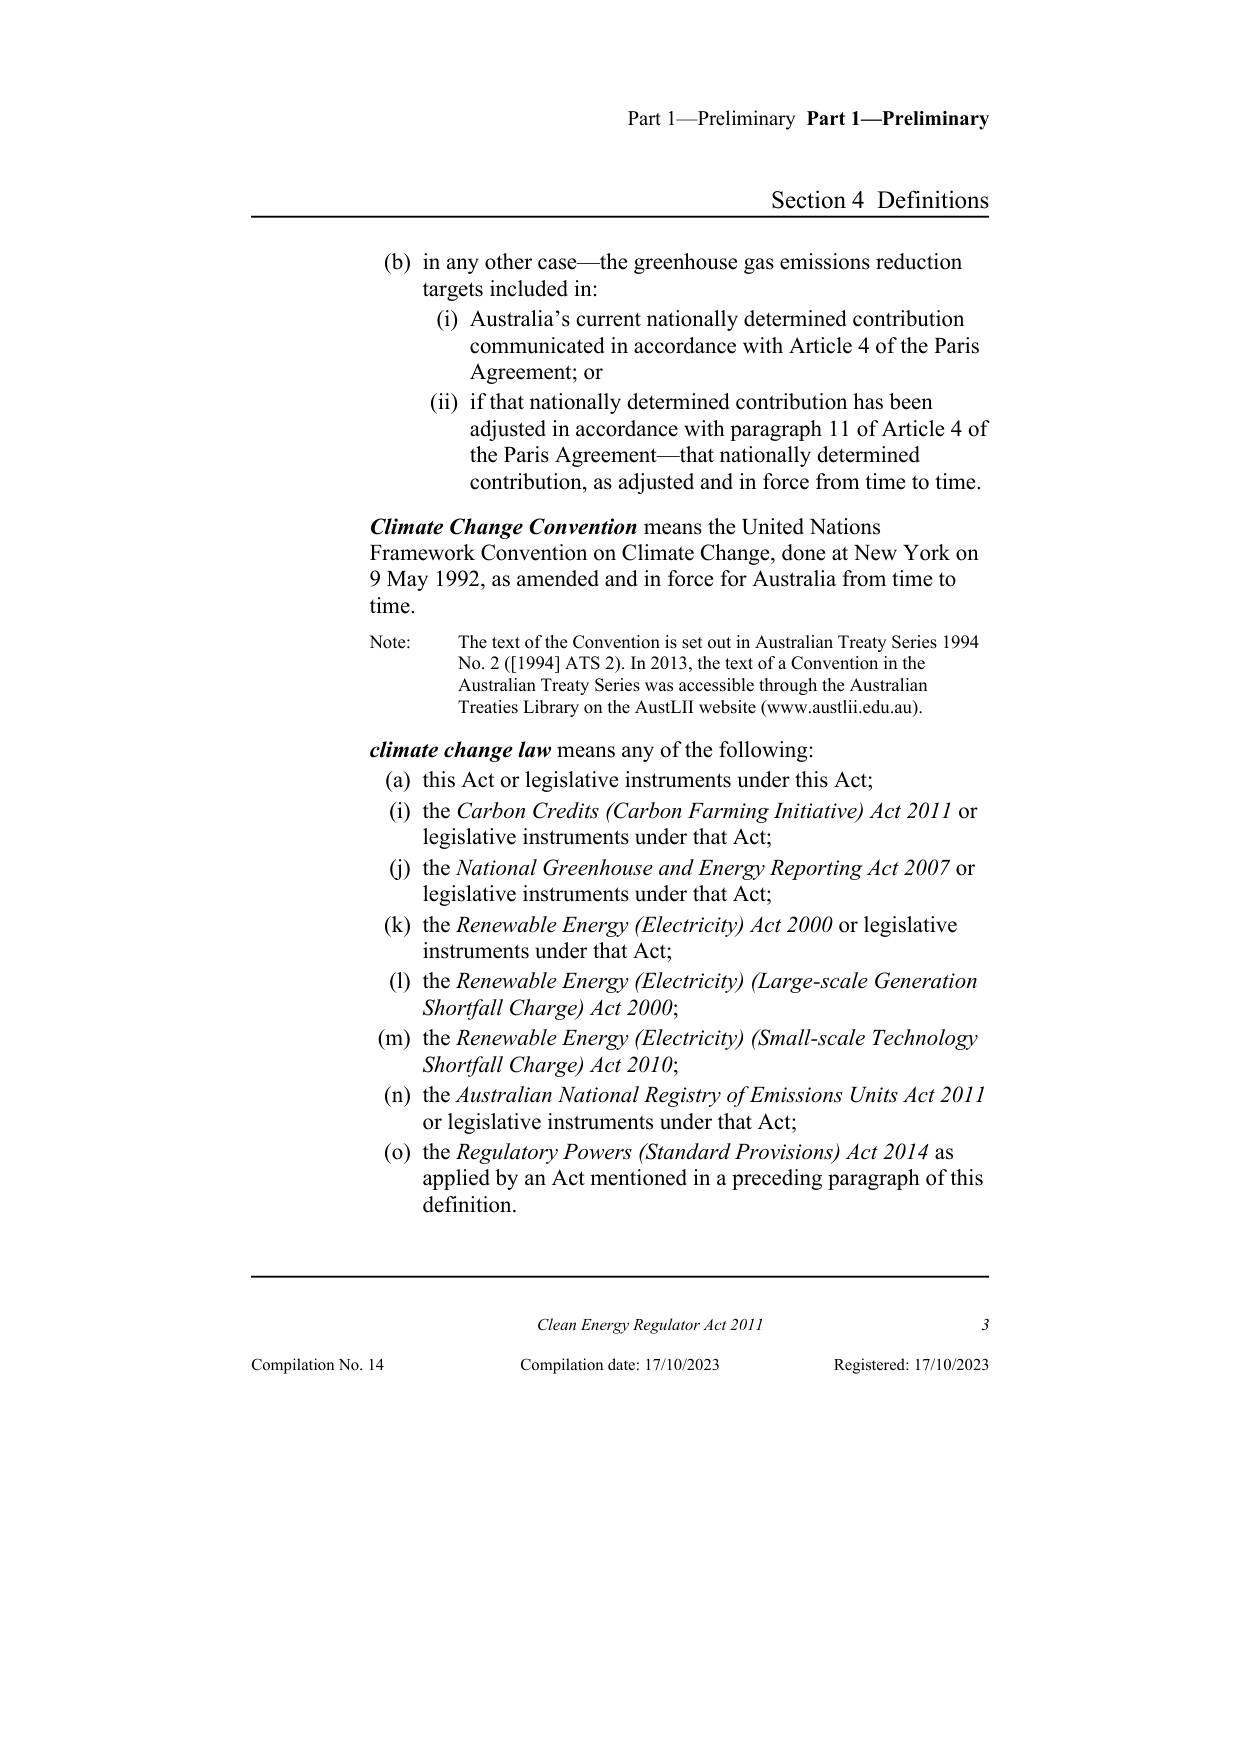 Part 1—Preliminary  Part 1—Preliminary
Section 4  Definitions
(b) in any other case—the greenhouse gas emissions reduction
targets included in:
(i) Australia’s current nationally determined contribution
communicated in accordance with Article 4 of the Paris
Agreement; or
(ii) if that nationally determined contribution has been
adjusted in accordance with paragraph 11 of Article 4 of
the Paris Agreement—that nationally determined
contribution, as adjusted and in force from time to time.
Climate Change Convention means the United Nations
Framework Convention on Climate Change, done at New York on
9 May 1992, as amended and in force for Australia from time to
time.
Note: The text of the Convention is set out in Australian Treaty Series 1994
No. 2 ([1994] ATS 2). In 2013, the text of a Convention in the
Australian Treaty Series was accessible through the Australian
Treaties Library on the AustLII website (www.austlii.edu.au).
climate change law means any of the following:
(a) this Act or legislative instruments under this Act;
(i) the Carbon Credits (Carbon Farming Initiative) Act 2011 or
legislative instruments under that Act;
(j) the National Greenhouse and Energy Reporting Act 2007 or
legislative instruments under that Act;
(k) the Renewable Energy (Electricity) Act 2000 or legislative
instruments under that Act;
(l) the Renewable Energy (Electricity) (Large-scale Generation
Shortfall Charge) Act 2000;
(m) the Renewable Energy (Electricity) (Small-scale Technology
Shortfall Charge) Act 2010;
(n) the Australian National Registry of Emissions Units Act 2011
or legislative instruments under that Act;
(o) the Regulatory Powers (Standard Provisions) Act 2014 as
applied by an Act mentioned in a preceding paragraph of this
definition.
Clean Energy Regulator Act 2011 3
Compilation No. 14 Compilation date: 17/10/2023 Registered: 17/10/2023